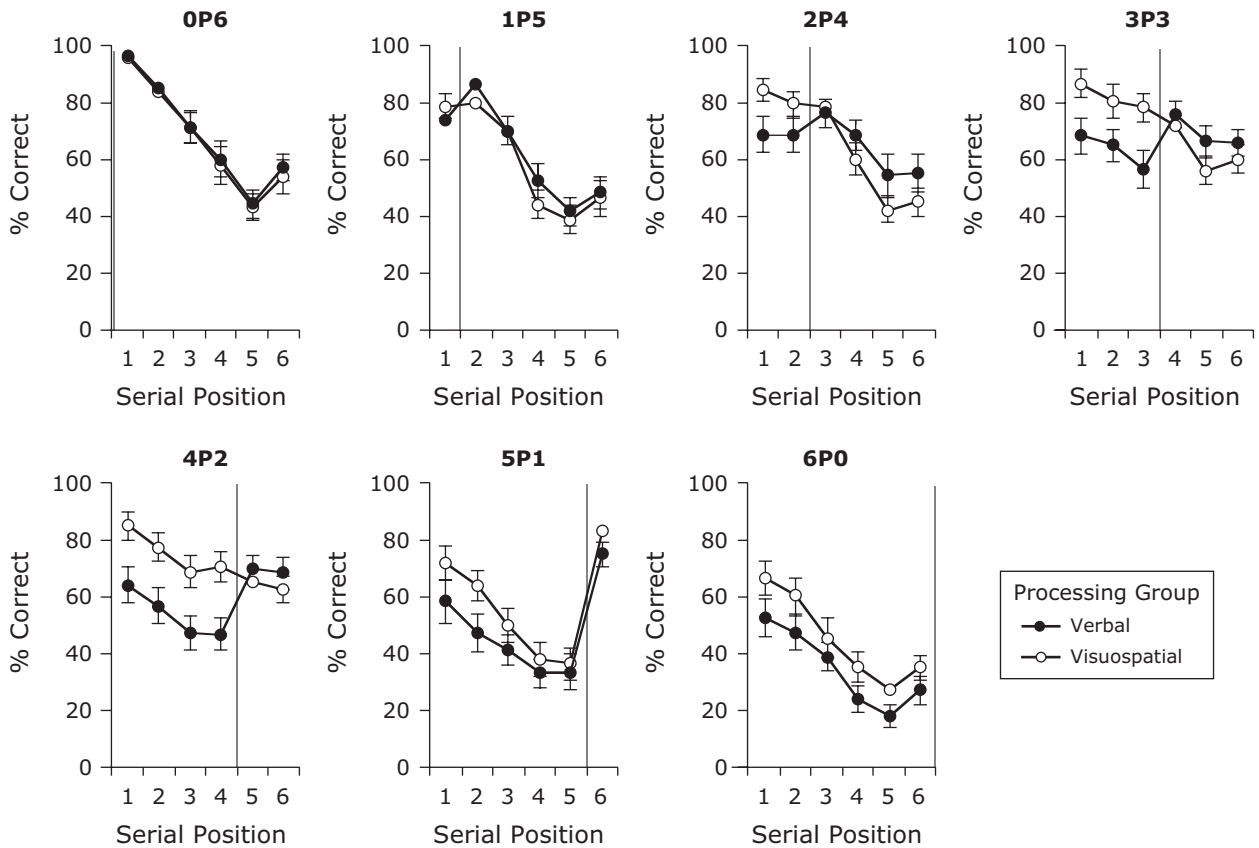 0P6
1P5
2P4
3P3
100
80
60
40
20
0
% Correct
1 2 3 4 5 6
Serial Position
100
80
60
40
20
0
% Correct
1 2 3 4 5 6
Serial Position
100
80
60
40
20
0
% Correct
1 2 3 4 5 6
Serial Position
100
80
60
40
20
0
% Correct
1 2 3 4 5 6
Serial Position
4P2
5P1
6P0
100
80
60
40
20
0
% Correct
1 2 3 4 5 6
Serial Position
100
80
60
40
20
0
% Correct
1 2 3 4 5 6
Serial Position
100
80
60
40
20
0
% Correct
1 2 3 4 5 6
Serial Position
Processing Group
Verbal
Visuospatial